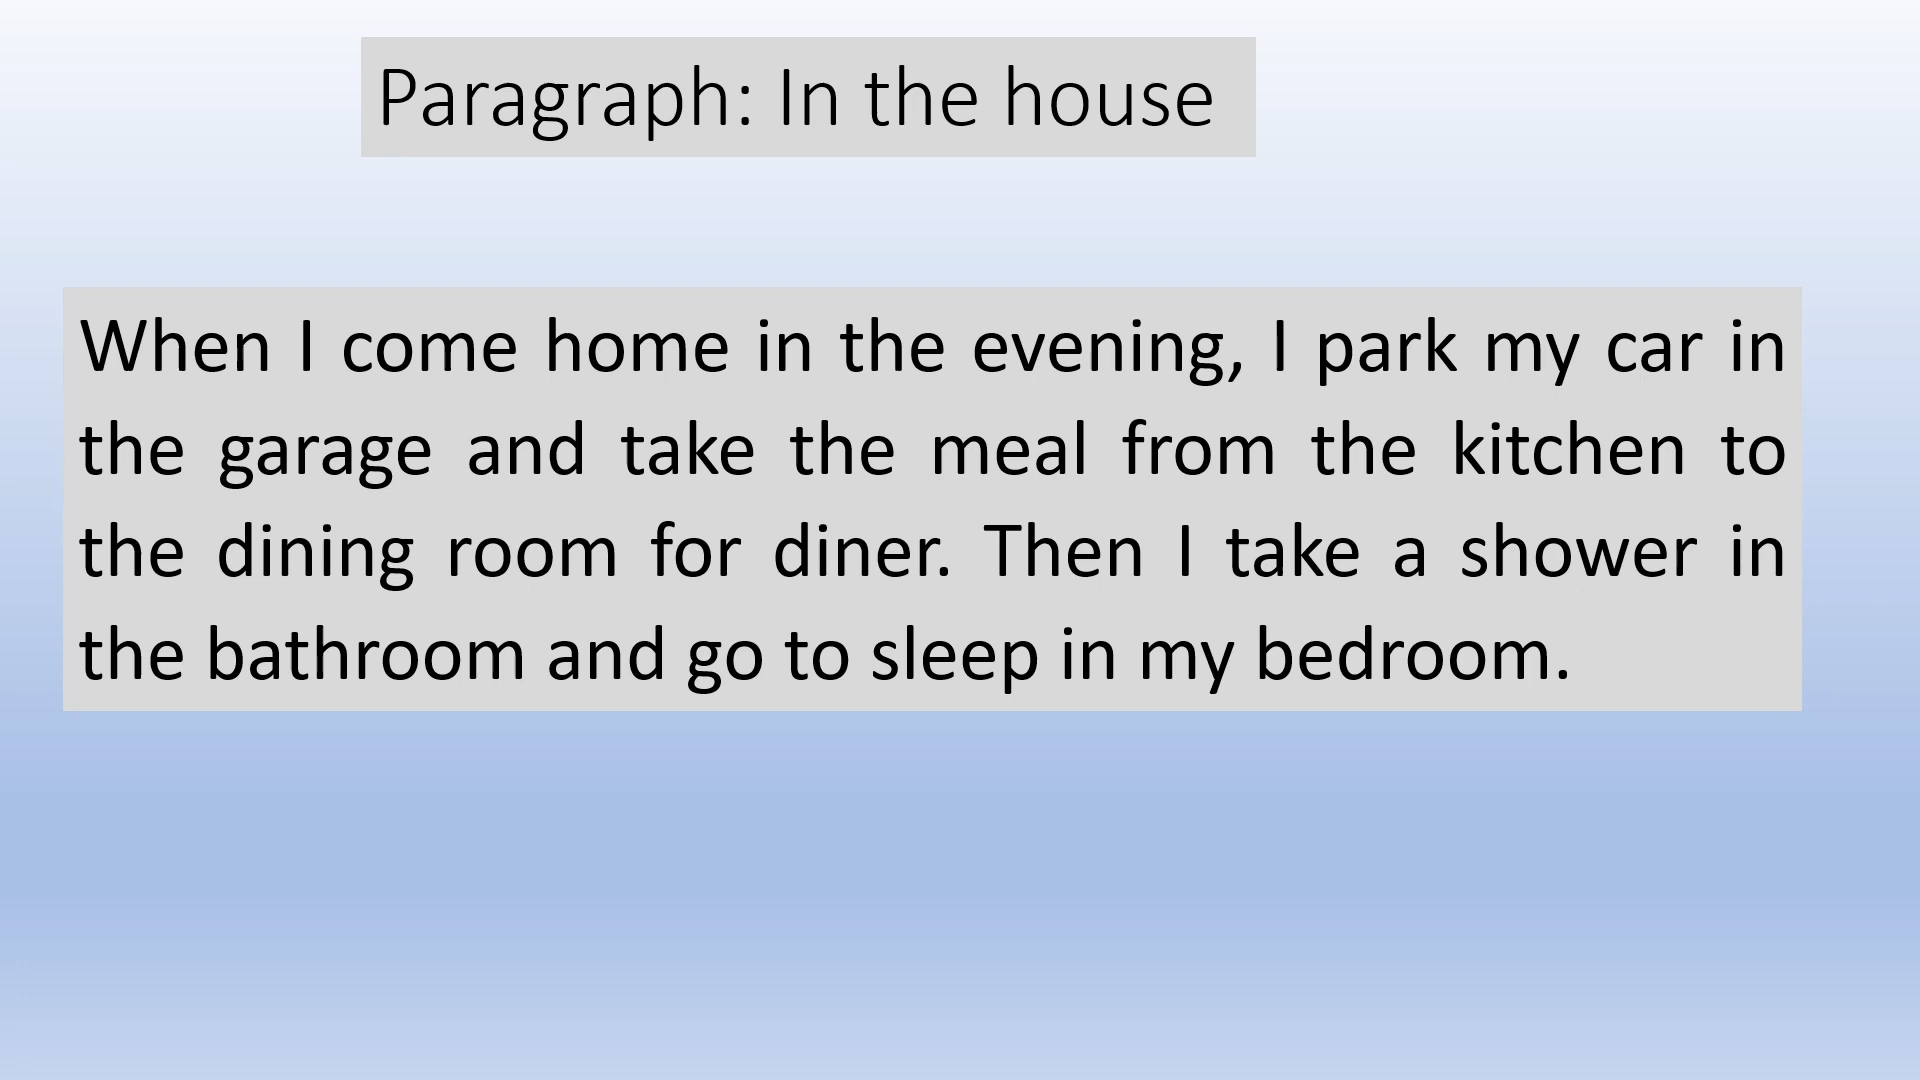 Paragraph: In the house
When I come home in the evening, I park my car in
the garage and take the meal from the kitchen to
the dining room for diner. Then I take a shower in
the bathroom and go to sleep in my bedroom.